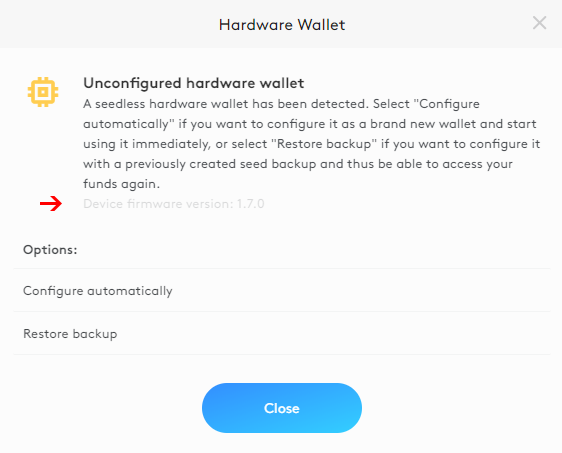 Hardware Wallet
Unconfigured hardware wallet
A seedless hardware wallet has been detected. Select "Configure
automatically" if you want to configure it as a brand new wallet and start
using it immediately, or select "Restore backup" if you want to configure it
with a previously created seed backup and thus be able to access your
funds again.
Device firmware version: 1.7.0
Options:
Configure automatically
Restore backup
Close